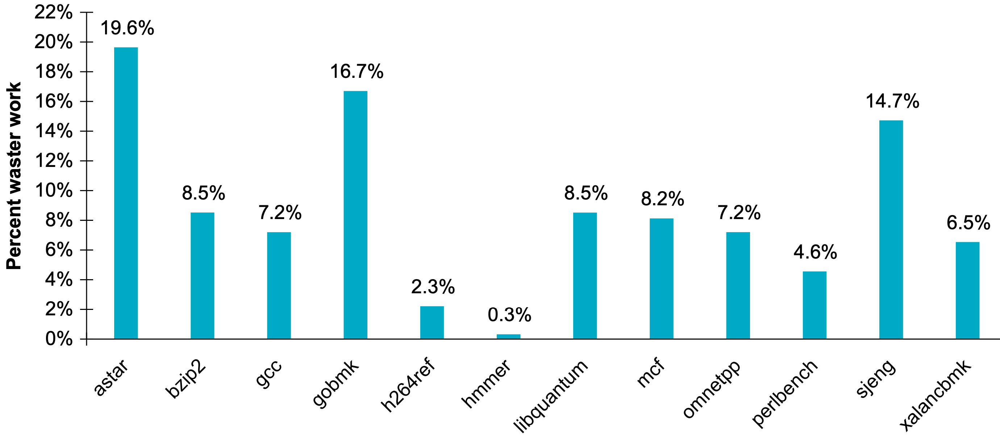 Percent waster work
22%
20%
18%
16%
14%
12%
10%
8%
6%
4%
2%
0%
19.6%
8.5%
7.2%
16.7%
2.3%
0.3%
8.5%
8.2%
7.2%
4.6%
14.7%
6.5%
astar
bzip2
gcc
gobmk
h264ref
hmmer
libquantum
mcf
omnetpp
perlbench
sjeng
xalancbmk